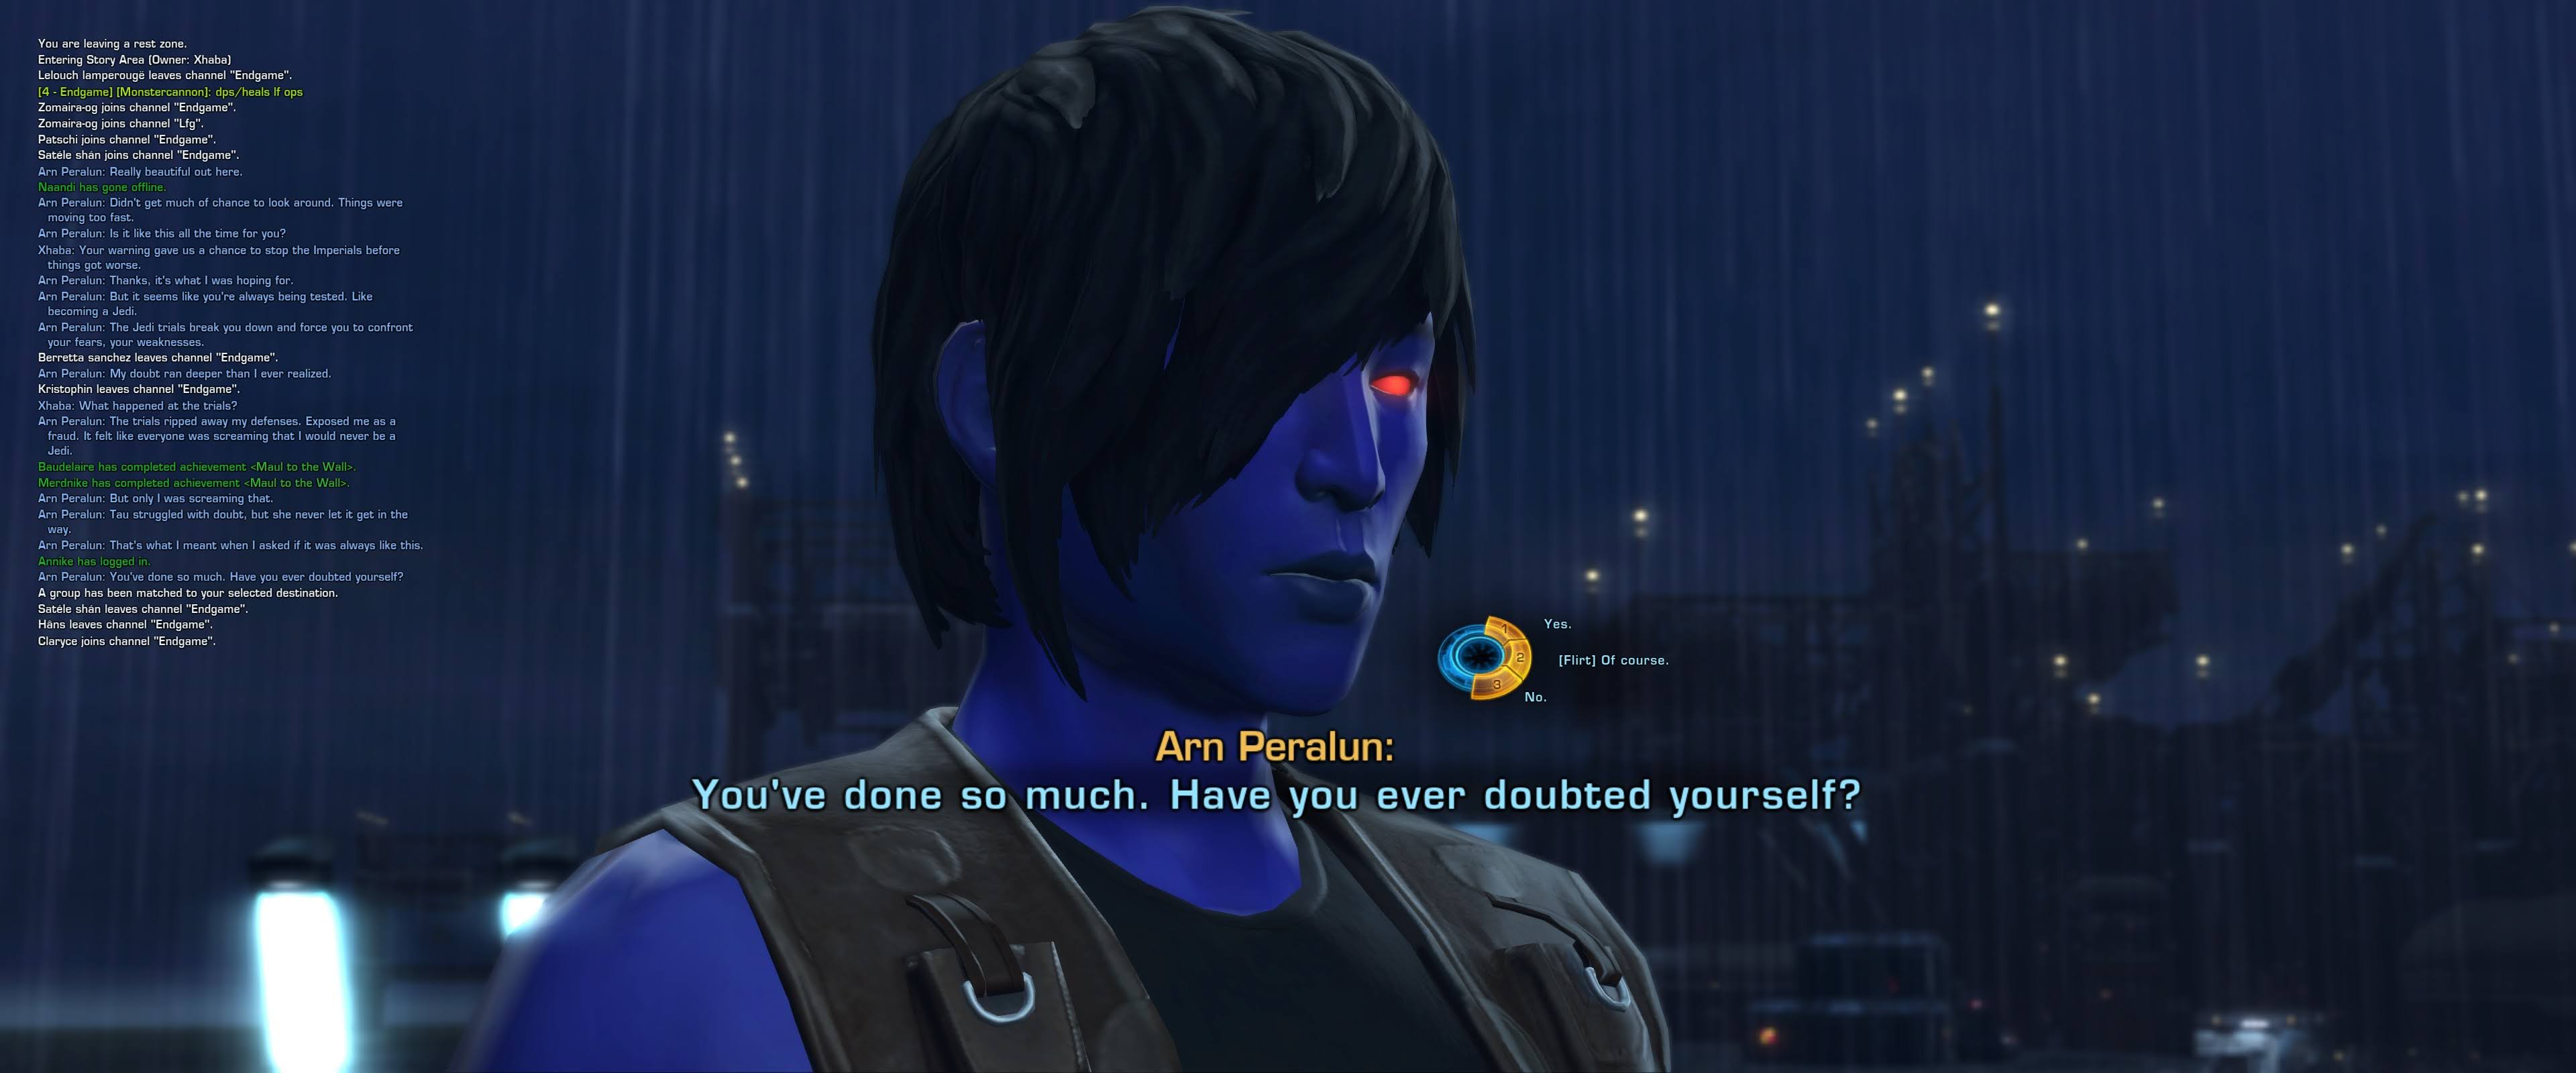 You are leaving a rest zone.
Entering Story Area (Owner: Xhaba)
Lelouch lamperougë leaves channel "Endgame".
[4 - Endgame] [Monstercannon]: dps/heals lf ops
Zomaira-og joins channel "Endgame".
Zomaira-og joins channel "Lfg".
Patschi joins channel "Endgame".
Satéle shán joins channel "Endgame".
Arn Peralun: Really beautiful out here.
Naandi has gone offline.
Arn Peralun: Didn't get much of chance to look around. Things were
moving too fast.
Arn Peralun: Is it like this all the time for you?
Xhaba: Your warning gave us a chance to stop the Imperials before
things got worse.
Arn Peralun: Thanks, it's what I was hoping for.
Arn Peralun: But it seems like you're always being tested. Like
becoming a Jedi.
Arn Peralun: The Jedi trials break you down and force you to confront
your fears, your weaknesses.
Berretta sanchez leaves channel "Endgame".
Arn Peralun: My doubt ran deeper than I ever realized.
Kristophin leaves channel "Endgame".
Xhaba: What happened at the trials?
Arn Peralun: The trials ripped away my defenses. Exposed me as a
fraud. It felt like everyone was screaming that I would never be a
Jedi.
Baudelaire has completed achievement <Maul to the Wall>.
Merdnike has completed achievement <Maul to the Wall>.
Arn Peralun: But only I was screaming that.
Arn Peralun: Tau struggled with doubt, but she never let it get in the
way.
Arn Peralun: That's what I meant when I asked if it was always like this.
Annike has logged in.
Arn Peralun: You've done so much. Have you ever doubted yourself?
A group has been matched to your selected destination.
Satéle shán leaves channel "Endgame".
Hâns leaves channel "Endgame".
Claryce joins channel "Endgame".
1 Yes.
2 [Flirt] Of course.
3 No.
Arn Peralun:
You've done so much. Have you ever doubted yourself?